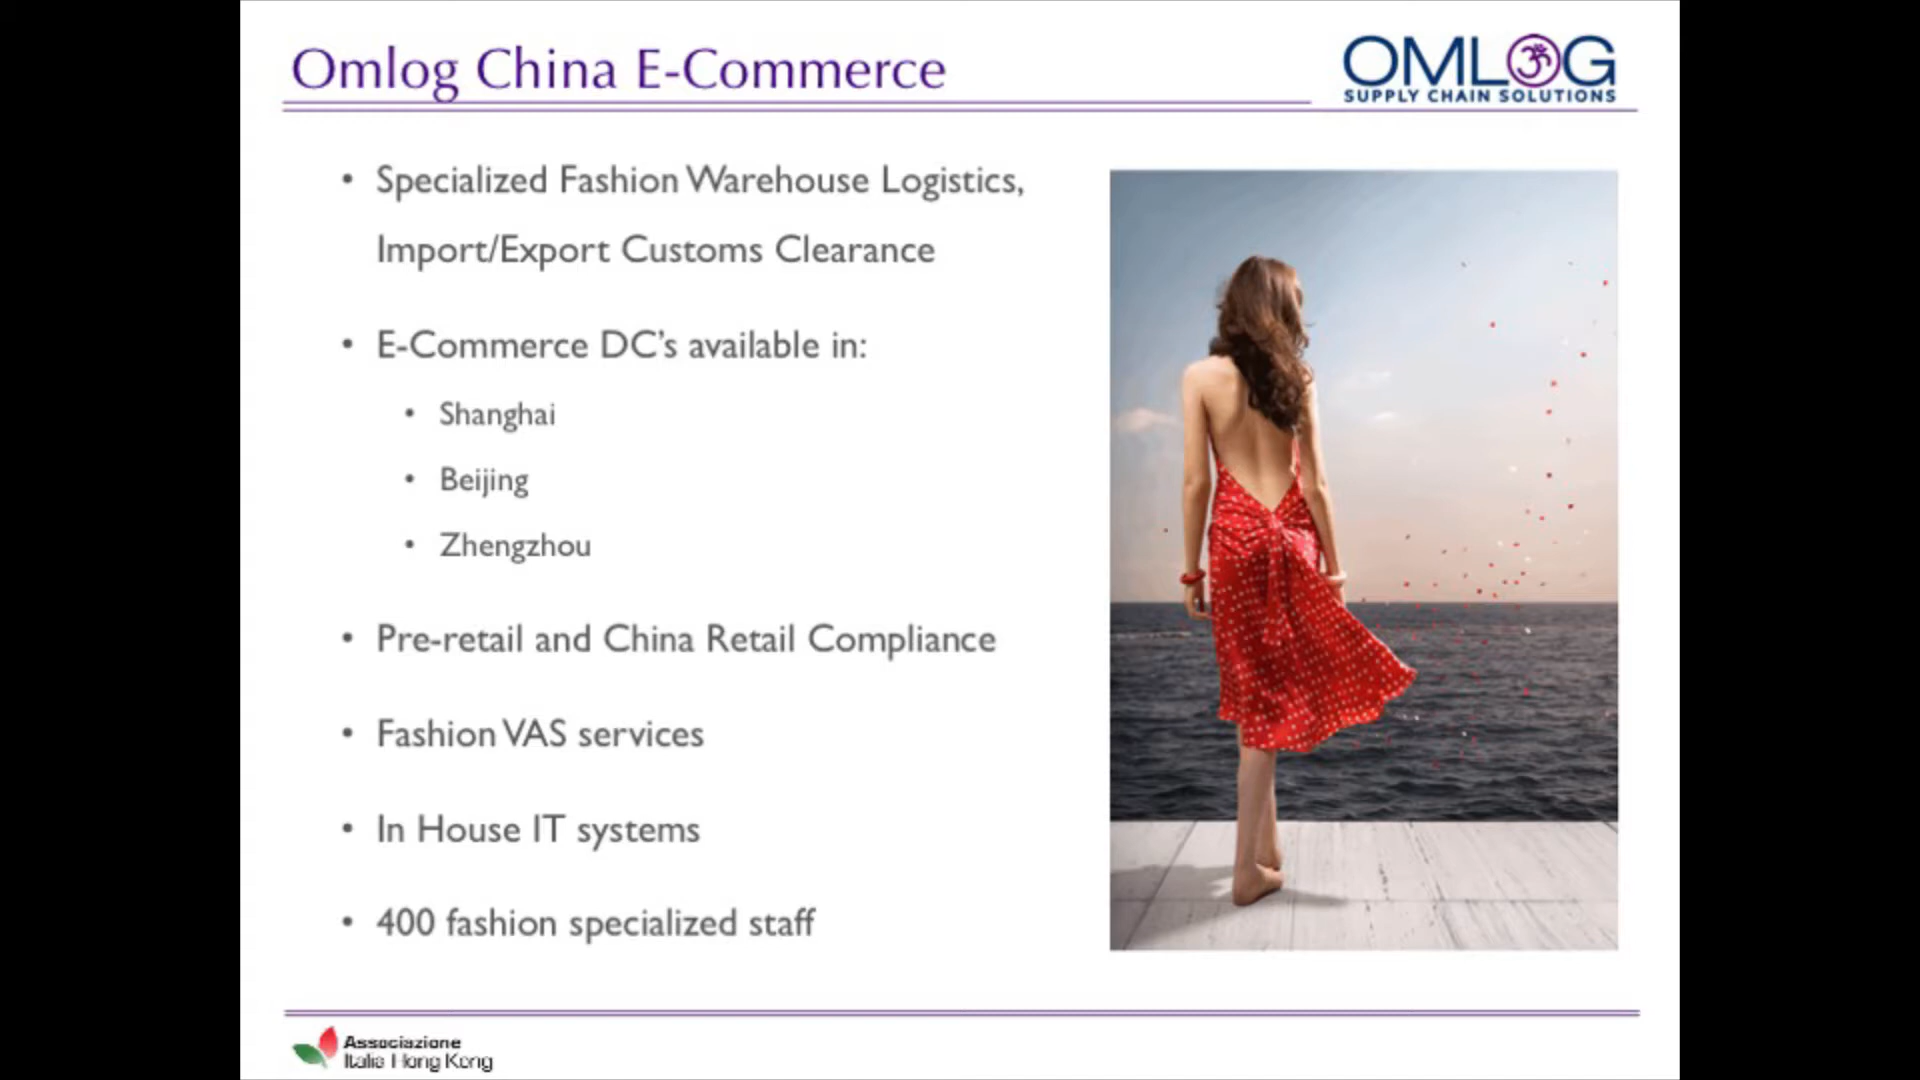 Omlog China E-Commerce
OMLOG
SUPPLY CHAIN SOLUTIONS
• Specialized Fashion Warehouse Logistics,
Import/Export Customs Clearance
• E-Commerce DC’s available in:
• Shanghai
• Beijing
• Zhengzhou
• Pre-retail and China Retail Compliance
• Fashion VAS services
• In House IT systems
• 400 fashion specialized staff
Associazione
Italia Hong Kong